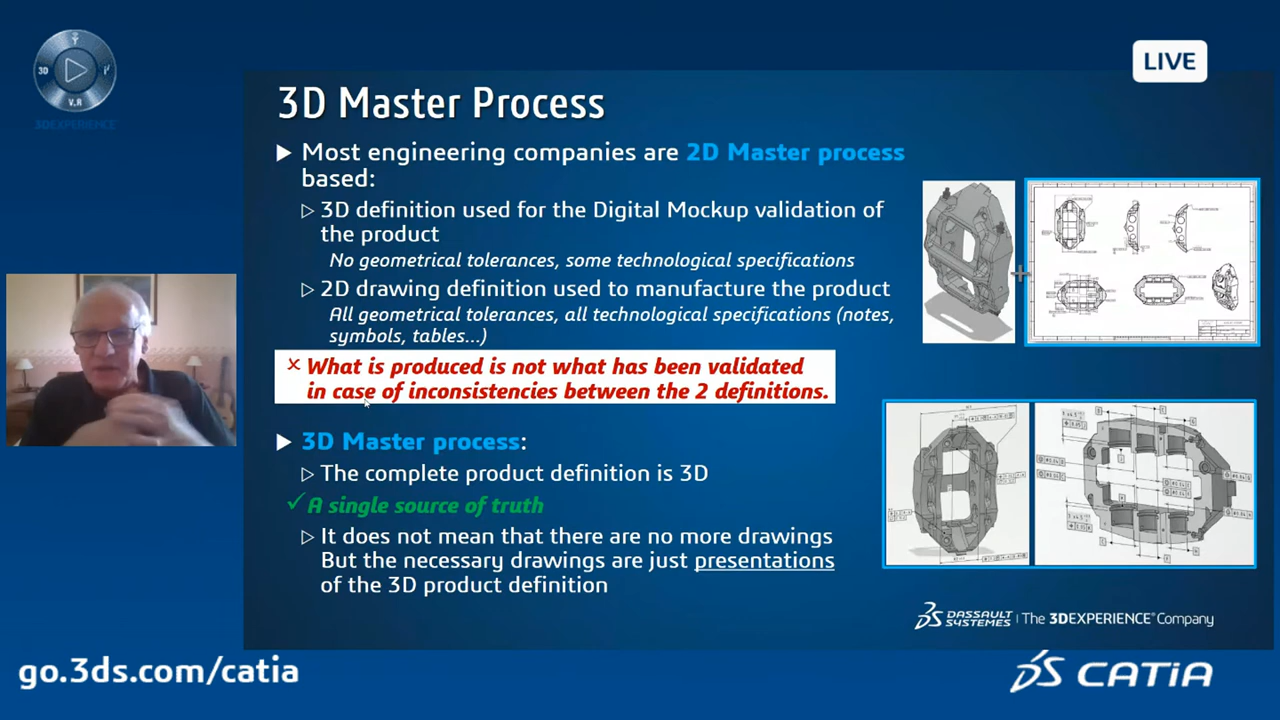 LIVE
3D
V,R
3DEXPERIENCE
3D Master Process
Most engineering companies are 2D Master process
based:
3D definition used for the Digital Mockup validation of
the product
No geometrical tolerances, some technological specifications
2D drawing definition used to manufacture the product
All geometrical tolerances, all technological specifications (notes,
symbols, tables...)
What is produced is not what has been validated
in case of inconsistencies between the 2 definitions.
3D Master process:
The complete product definition is 3D
A single source of truth
It does not mean that there are no more drawings
But the necessary drawings are just presentations
of the 3D product definition
DASSAULT
SYSTEMES | The 3DEXPERIENCE® Company
go.3ds.com/catia
CATIA